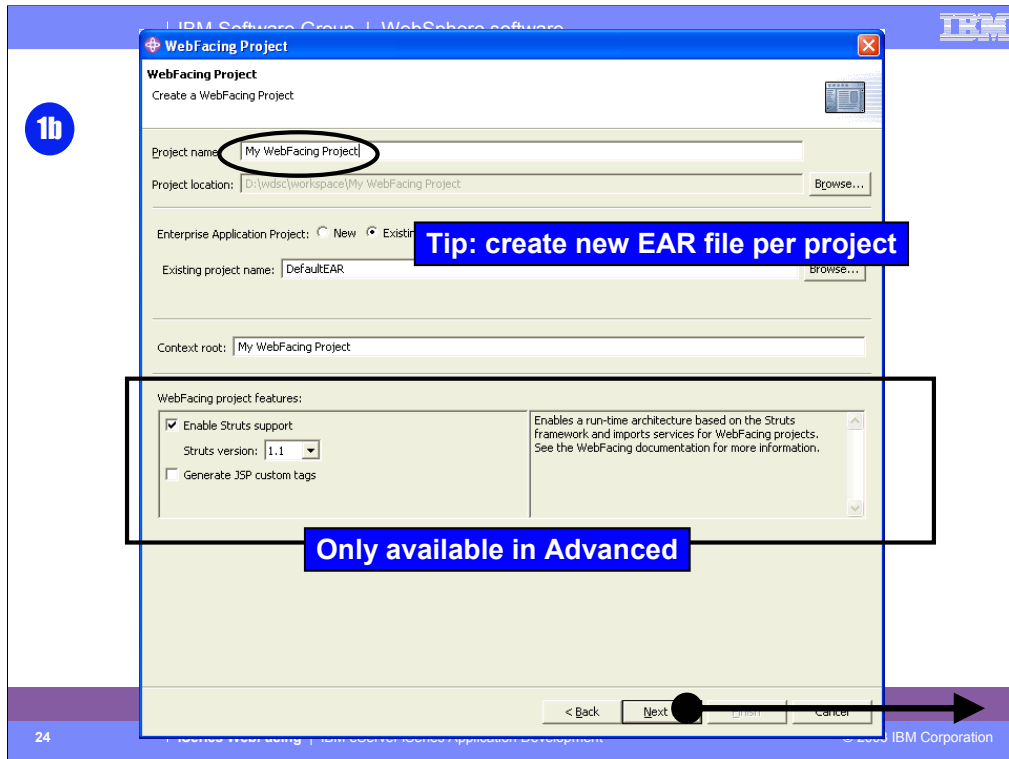 IBM Software Group | WebSphere software
IBM
WebFacing Project
WebFacing Project
Create a WebFacing Project
1b
Project name: My WebFacing Project
Project location: D:\wdsc\workspace\My WebFacing Project Browse...
Enterprise Application Project: New Existing
Tip: create new EAR file per project
Existing project name: DefaultEAR Browse...
Context root: My WebFacing Project
WebFacing project features:
Enable Struts support
Struts version: 1.1
Generate JSP custom tags
Enables a run-time architecture based on the Struts
framework and imports services for WebFacing projects.
See the WebFacing documentation for more information.
Only available in Advanced
< Back Next Finish Cancel
24 iSeries WebFacing | IBM eServer iSeries Application Development © IBM Corporation